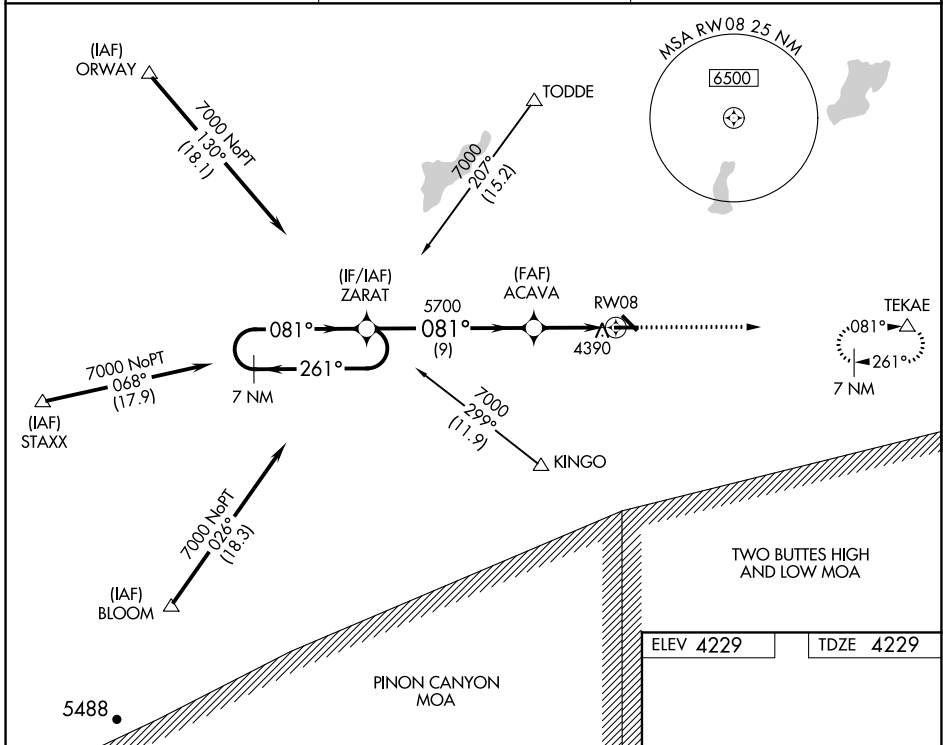 (IAF)
ORWAY
7000 NoPT
130°
(18.1)
TODDE
7000
207°
(15.2)
MSA RW08 25 NM
6500
(IF/IAF)
ZARAT
081°
261°
7 NM
5700
081°
(9)
(FAF)
ACAVA
RW08
4390
TEKAE
081°
261°
7 NM
7000 NoPT
068°
(17.9)
(IAF)
STAXX
7000
299°
(11.9)
KINGO
7000 NoPT
026°
(18.3)
(IAF)
BLOOM
TWO BUTTES HIGH
AND LOW MOA
PINON CANYON
MOA
5488
ELEV 4229
TDZE 4229